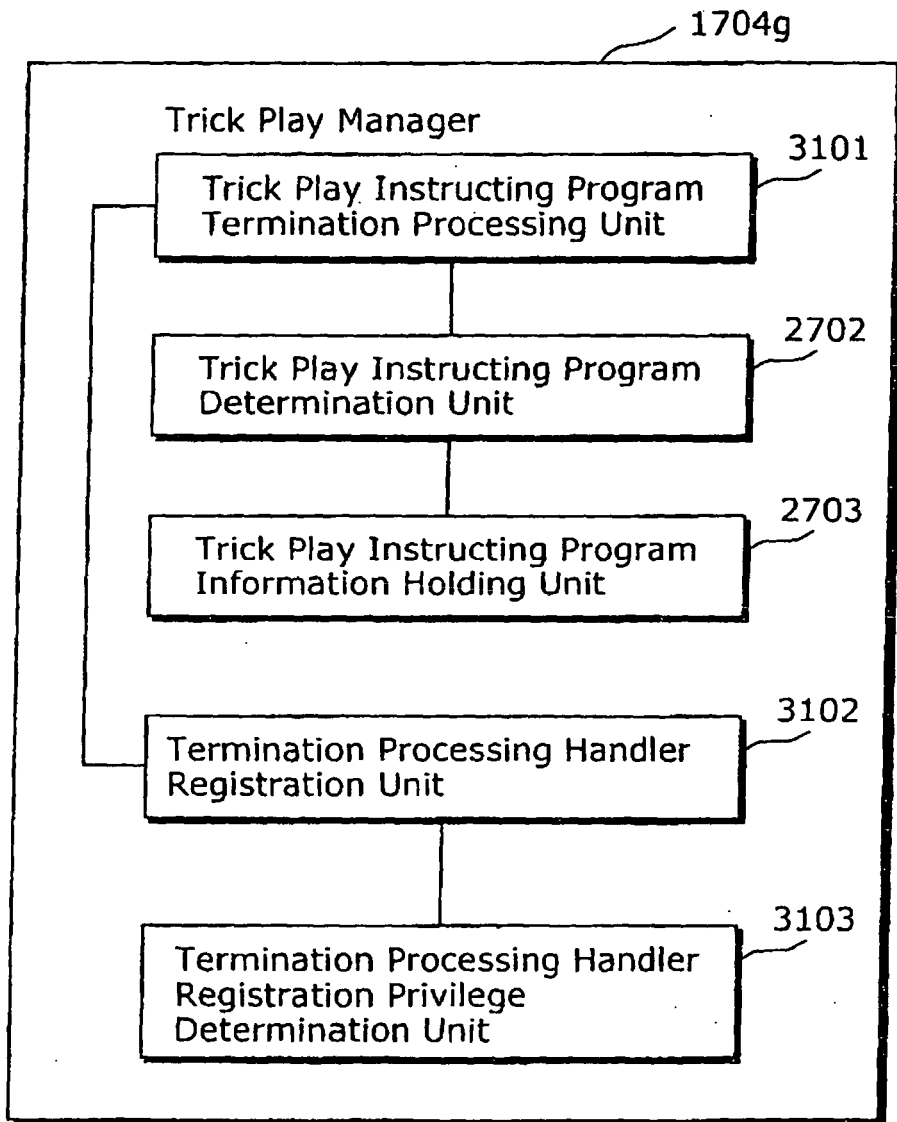 1704g
Trick Play Manager
3101
Trick Play Instructing Program
Termination Processing Unit
2702
Trick Play Instructing Program
Determination Unit
2703
Trick Play Instructing Program
Information Holding Unit
3102
Termination Processing Handler
Registration Unit
3103
Termination Processing Handler
Registration Privilege
Determination Unit